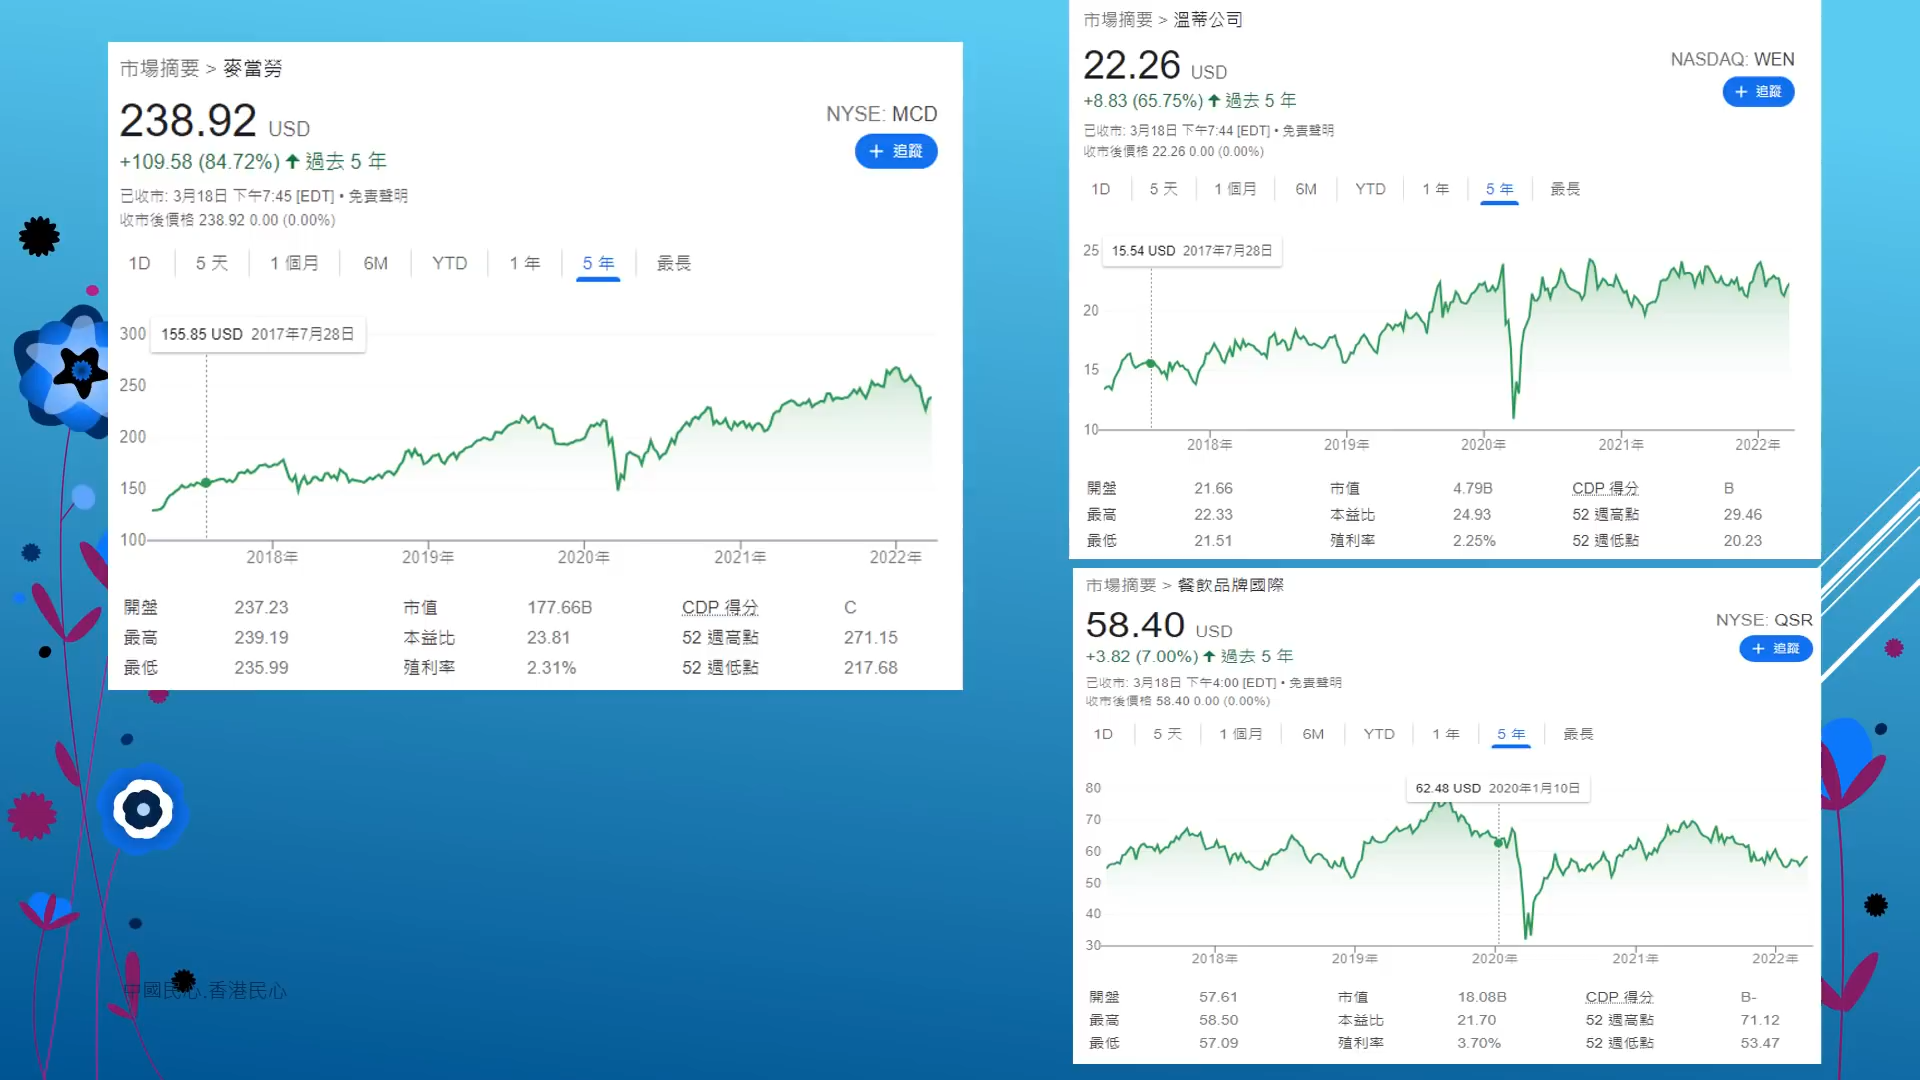 市場摘要 > 麥當勞
238.92 USD
NYSE: MCD
+109.58 (84.72%) ↑ 過去 5 年
+ 追蹤
已收市: 3月18日 下午7:45 [EDT] • 免責聲明
收市後價格 238.92 0.00 (0.00%)
1D 5 天 1 個月 6M YTD 1 年 5 年 最長
155.85 USD 2017年7月28日
300
250
200
150
100
2018年 2019年 2020年 2021年 2022年
開盤 237.23 市值 177.66B CDP 得分 C
最高 239.19 本益比 23.81 52 週高點 271.15
最低 235.99 殖利率 2.31% 52 週低點 217.68
市場摘要 > 溫蒂公司
22.26 USD
NASDAQ: WEN
+8.83 (65.75%) ↑ 過去 5 年
+ 追蹤
已收市: 3月18日 下午7:44 [EDT] • 免責聲明
收市後價格 22.26 0.00 (0.00%)
1D 5 天 1 個月 6M YTD 1 年 5 年 最長
15.54 USD 2017年7月28日
25
20
15
10
2018年 2019年 2020年 2021年 2022年
開盤 21.66 市值 4.79B CDP 得分 B
最高 22.33 本益比 24.93 52 週高點 29.46
最低 21.51 殖利率 2.25% 52 週低點 20.23
市場摘要 > 餐飲品牌國際
58.40 USD
NYSE: QSR
+3.82 (7.00%) ↑ 過去 5 年
+ 追蹤
已收市: 3月18日 下午4:00 [EDT] • 免責聲明
收市後價格 58.40 0.00 (0.00%)
1D 5 天 1 個月 6M YTD 1 年 5 年 最長
62.48 USD 2020年1月10日
80
70
60
50
40
30
2018年 2019年 2020年 2021年 2022年
開盤 57.61 市值 18.08B CDP 得分 B-
最高 58.50 本益比 21.70 52 週高點 71.12
最低 57.09 殖利率 3.70% 52 週低點 53.47
中國民心,香港民心